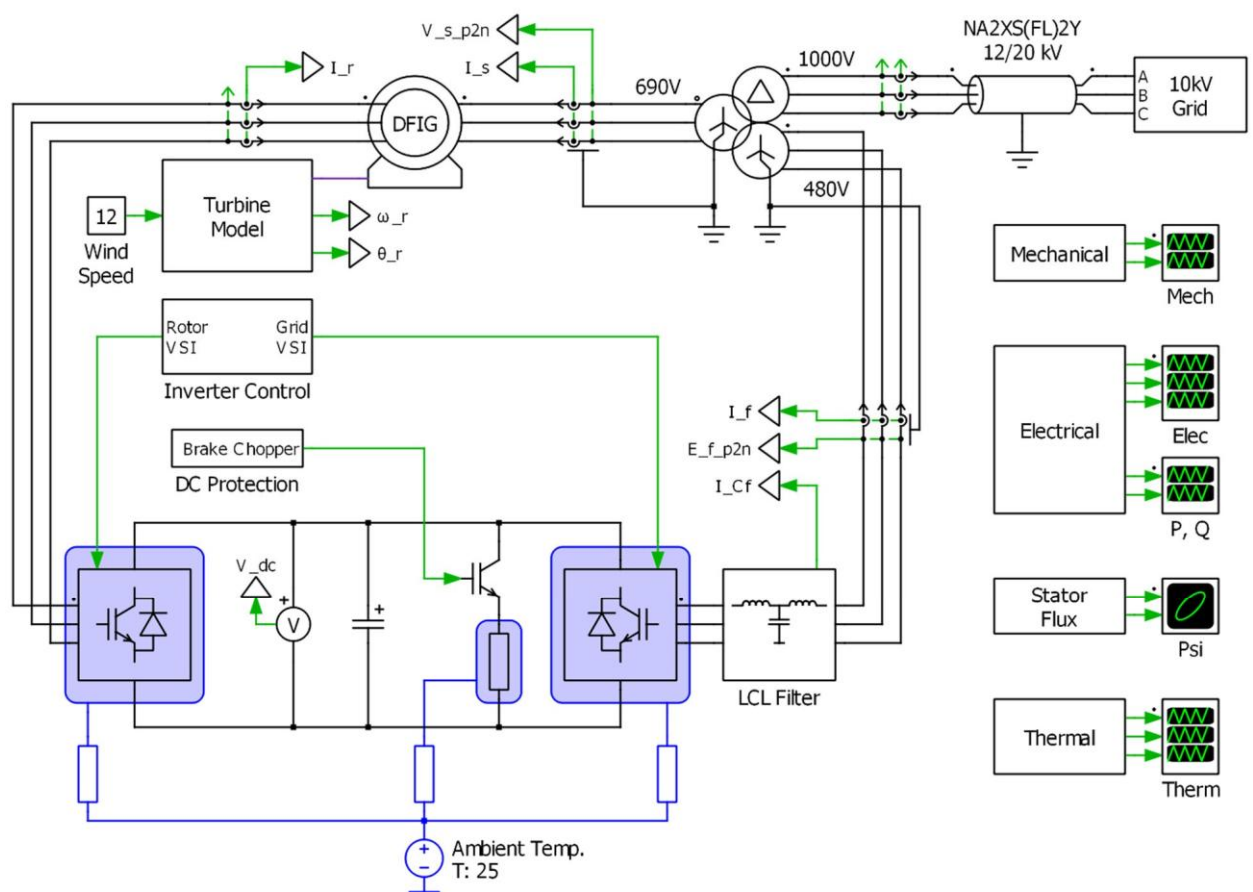 V_s_p2n
I_r
I_s
690V
1000V
NA2XS(FL)2Y
12/20 kV
A
B
C
10kV
Grid
DFIG
480V
12
Wind
Speed
Turbine
Model
ω_r
θ_r
Mechanical
Mech
Rotor
VSI
Grid
VSI
Inverter Control
Brake Chopper
DC Protection
I_f
E_f_p2n
I_Cf
Electrical
Elec
P, Q
V_dc
+
V
+
LCL Filter
Stator
Flux
Psi
Thermal
Therm
+
−
Ambient Temp.
T: 25